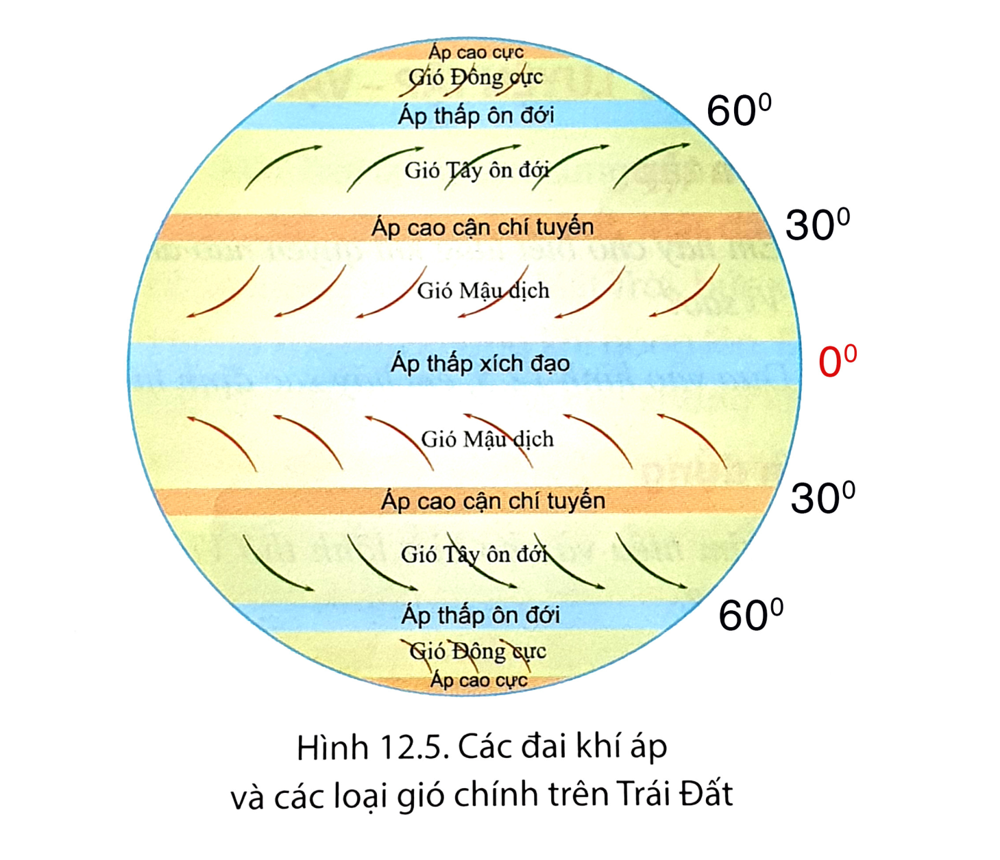 Áp cao cực
Gió Đông cực
Áp thấp ôn đới
60⁰
Gió Tây ôn đới
Áp cao cận chí tuyến
30⁰
Gió Mậu dịch
Áp thấp xích đạo
0⁰
Gió Mậu dịch
Áp cao cận chí tuyến
30⁰
Gió Tây ôn đới
Áp thấp ôn đới
60⁰
Gió Đông cực
Áp cao cực
Hình 12.5. Các đai khí áp
và các loại gió chính trên Trái Đất